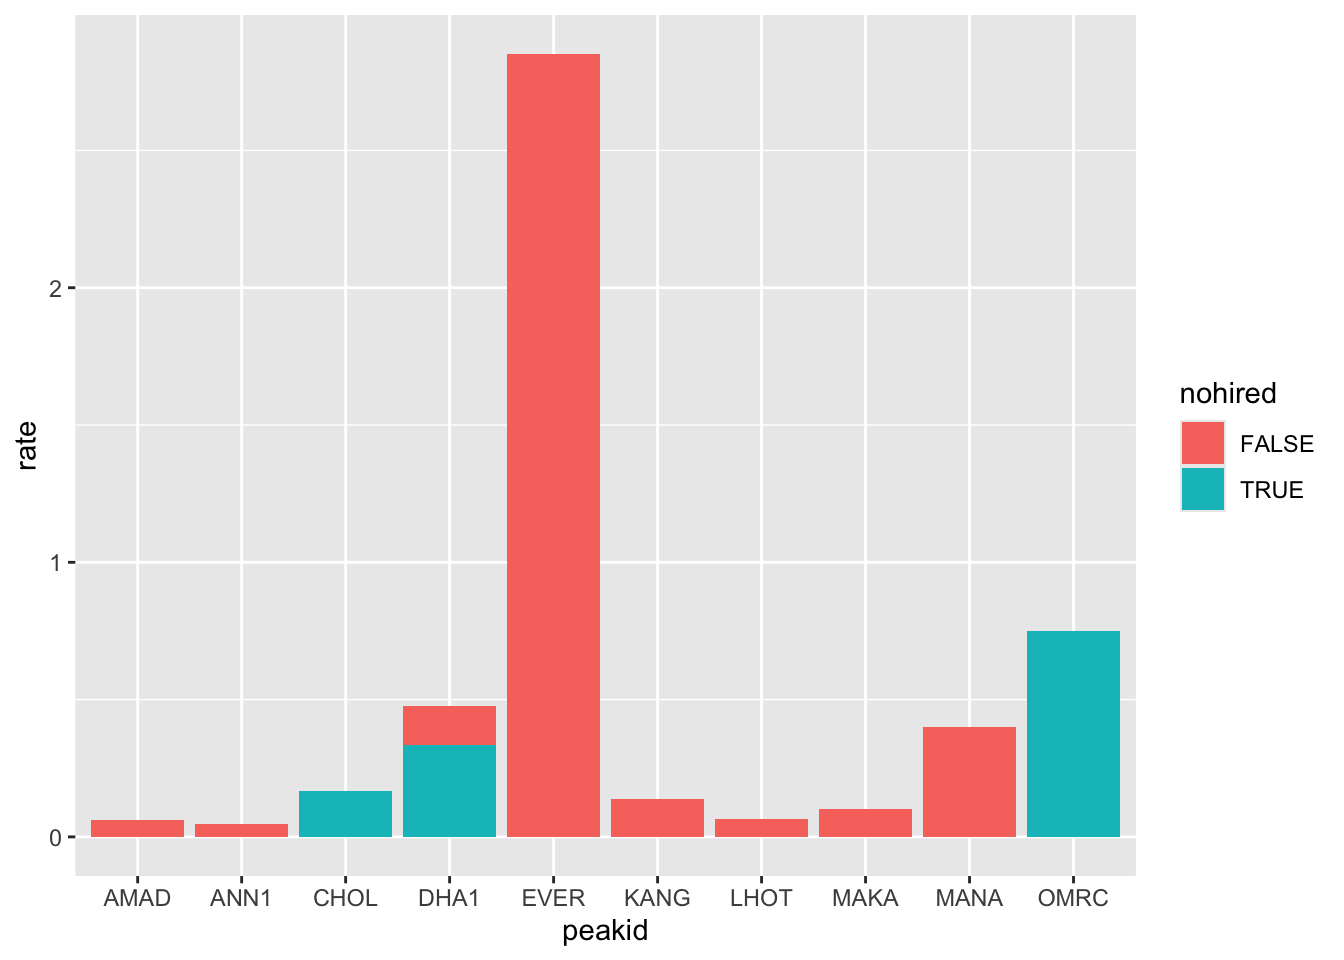 2
1
0
rate
AMAD ANN1 CHOL DHA1 EVER KANG LHOT MAKA MANA OMRC
peakid
nohired
FALSE
TRUE